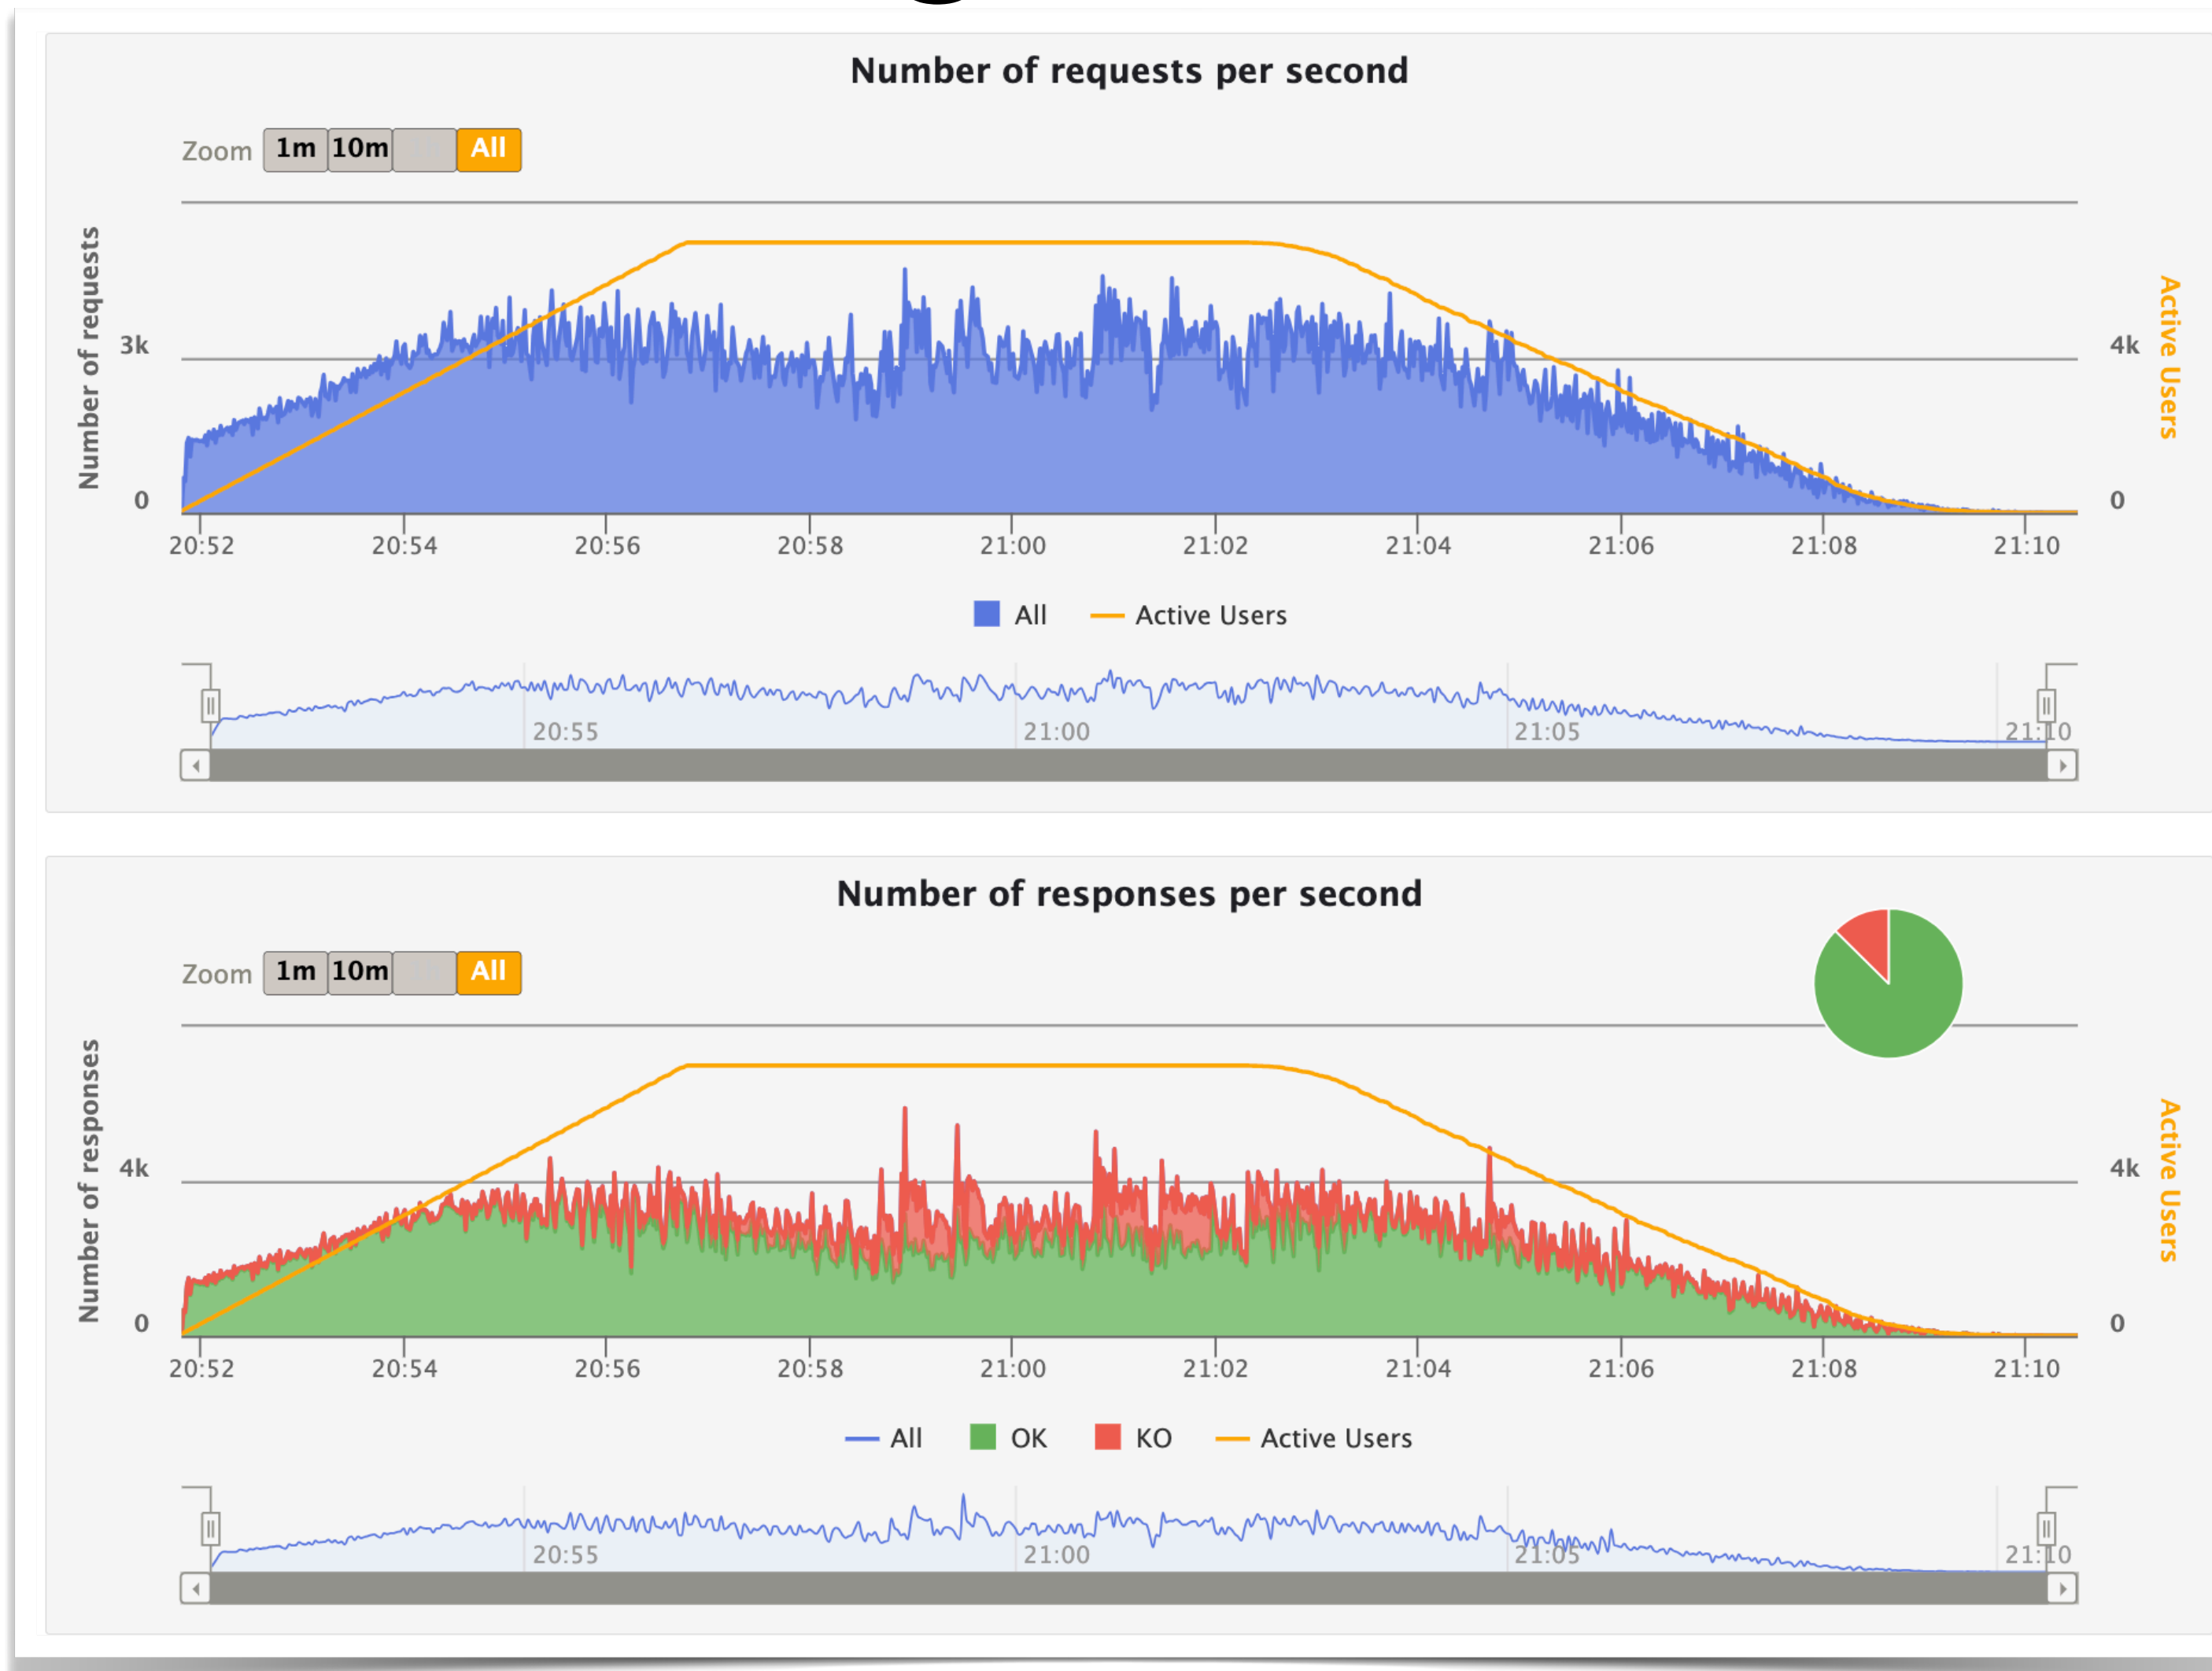 Number of requests per second
Zoom 1m 10m All
Number of requests
3k
0
Active Users
4k
0
20:52 20:54 20:56 20:58 21:00 21:02 21:04 21:06 21:08 21:10
All Active Users
20:55 21:00 21:05 21:10
Number of responses per second
Zoom 1m 10m All
Number of responses
4k
0
Active Users
4k
0
20:52 20:54 20:56 20:58 21:00 21:02 21:04 21:06 21:08 21:10
All OK KO Active Users
20:55 21:00 21:05 21:10